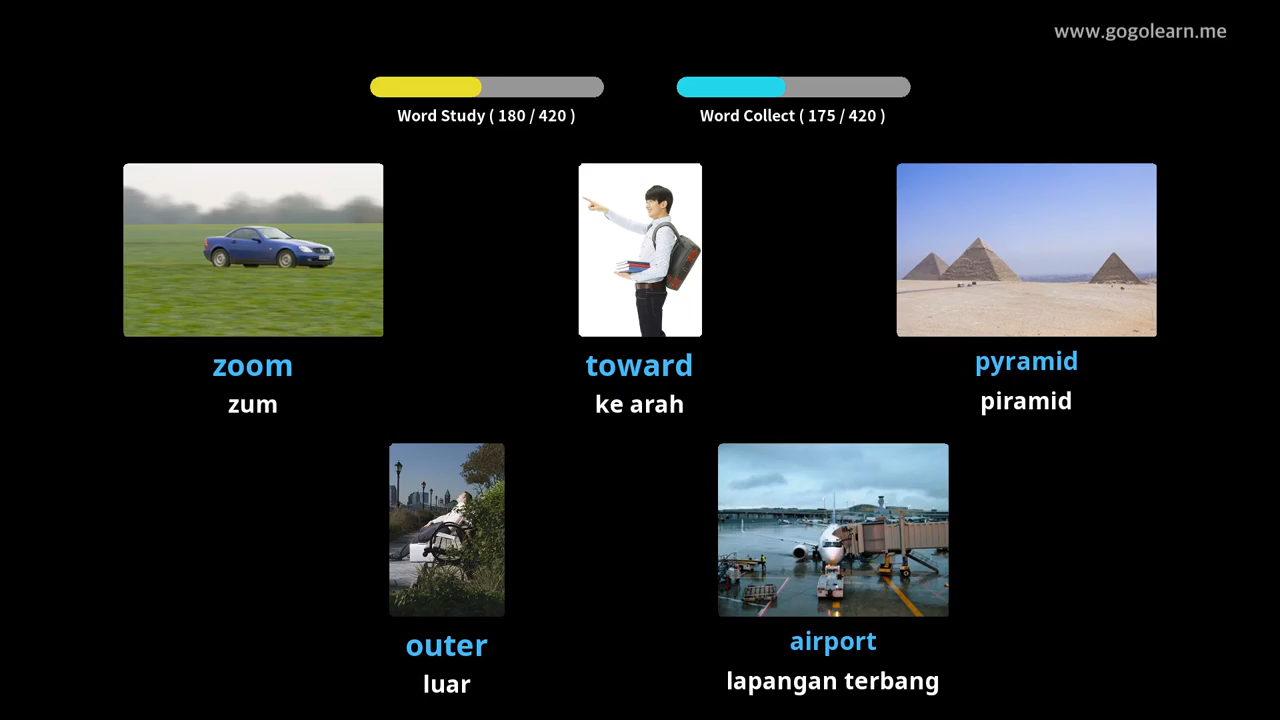 www.gogolearn.me
Word Study ( 180 / 420 )
Word Collect ( 175 / 420 )
zoom
zum
toward
ke arah
pyramid
piramid
outer
luar
airport
lapangan terbang